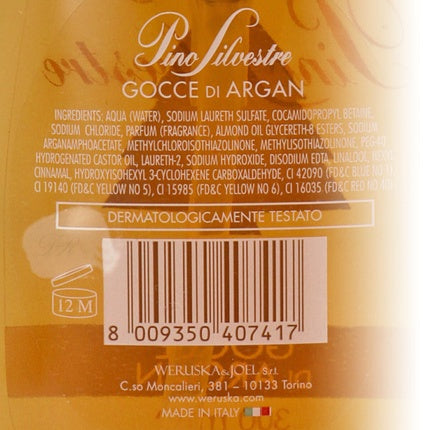 Pino Silvestre
GOCCE DI ARGAN
INGREDIENTS: AQUA (WATER), SODIUM LAURETH SULFATE, COCAMIDOPROPYL BETAINE,
SODIUM CHLORIDE, PARFUM (FRAGRANCE), ALMOND OIL GLYCERETH-8 ESTERS, SODIUM
ARGANAMPHOACETATE, METHYLCHLOROISOTHIAZOLINONE, METHYLISOTHIAZOLINONE, PEG-40
HYDROGENATED CASTOR OIL, LAURETH-2, SODIUM HYDROXIDE, DISODIUM EDTA, LINALOOL, HEXYL
CINNAMAL, HYDROXYISOHEXYL 3-CYCLOHEXENE CARBOXALDEHYDE, CI 42090 (FD&C BLUE NO 1),
CI 19140 (FD&C YELLOW NO 5), CI 15985 (FD&C YELLOW NO 6), CI 16035 (FD&C RED NO 40)
DERMATOLOGICAMENTE TESTATO
12 M
8 009350 407417
WERUSKA & JOEL S.r.l.
C.so Moncalieri, 381 – 10133 Torino
www.weruska.com
MADE IN ITALY